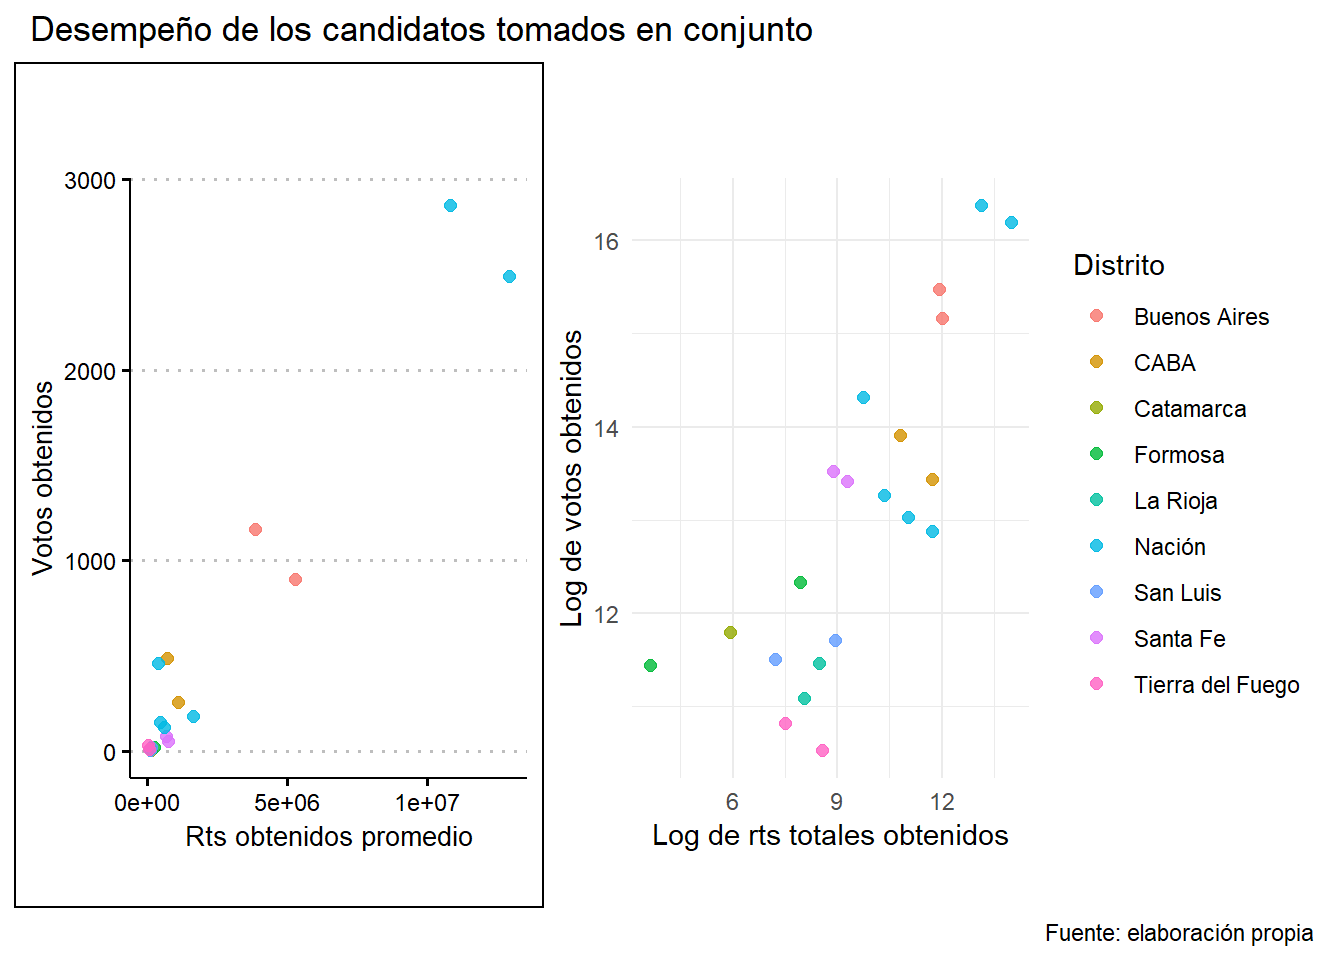 Desempeño de los candidatos tomados en conjunto
Votos obtenidos
3000
2000
1000
0
0e+00 5e+06 1e+07
Rts obtenidos promedio
Log de votos obtenidos
16
14
12
6 9 12
Log de rts totales obtenidos
Distrito
Buenos Aires
CABA
Catamarca
Formosa
La Rioja
Nación
San Luis
Santa Fe
Tierra del Fuego
Fuente: elaboración propia